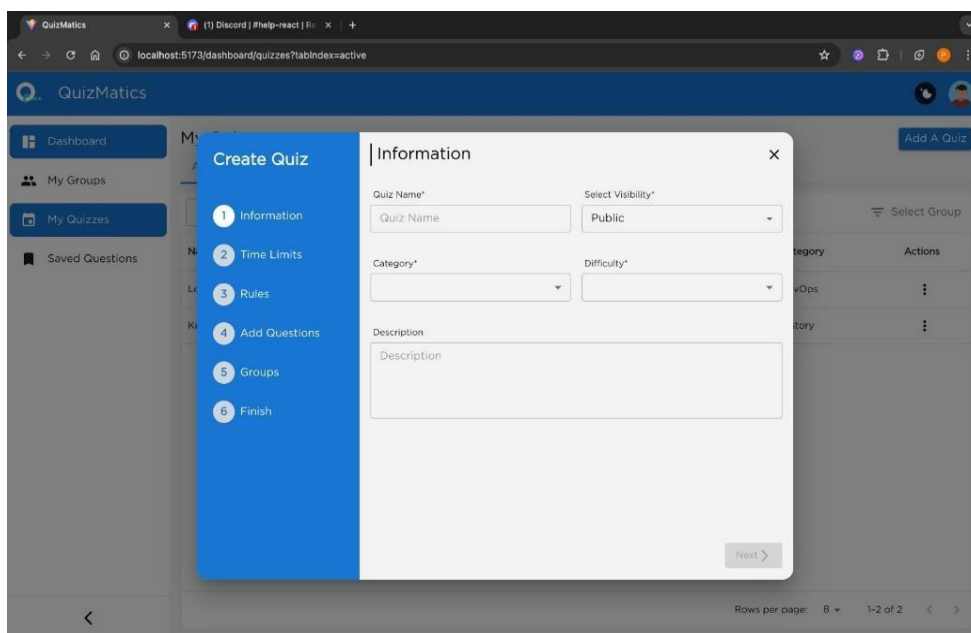 QuizMatics
(1) Discord | #help-react | Re
localhost:5173/dashboard/quizzes?tabIndex=active
QuizMatics
Dashboard
My Groups
My Quizzes
Saved Questions
Add A Quiz
Select Group
Category
Actions
Create Quiz
1 Information
2 Time Limits
3 Rules
4 Add Questions
5 Groups
6 Finish
Information
Quiz Name*
Select Visibility*
Quiz Name
Public
Category*
Difficulty*
Description
Description
Next
Rows per page: 8
1-2 of 2